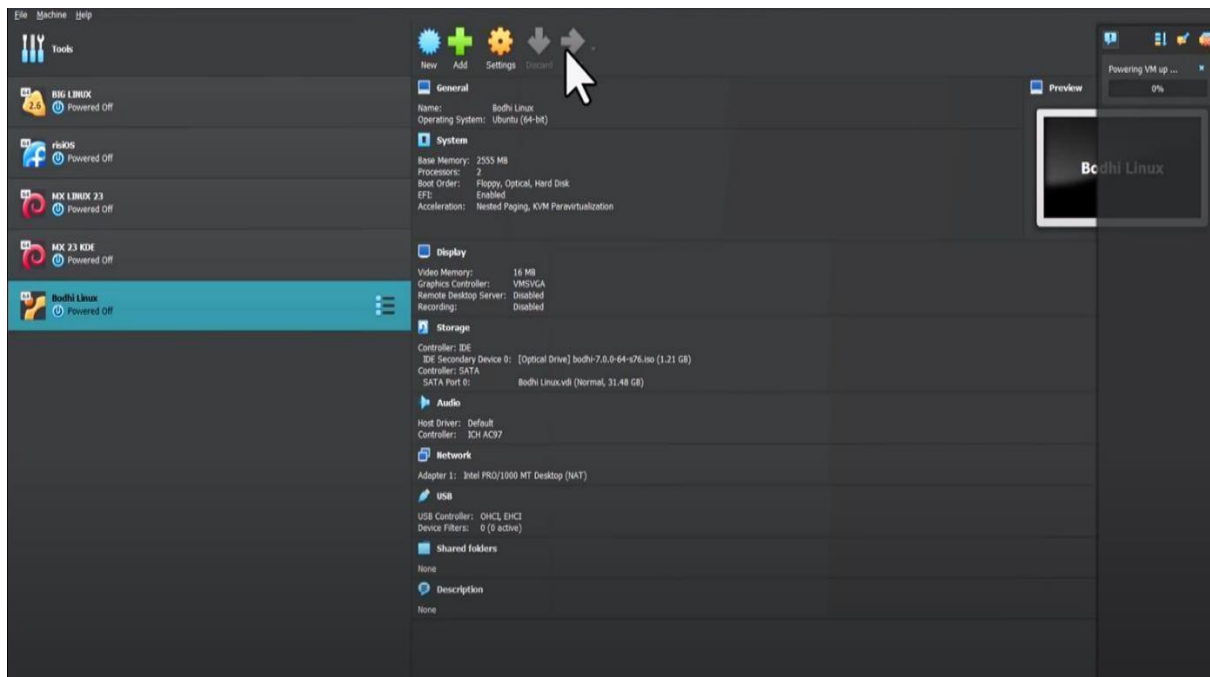 File Machine Help
Tools
New Add Settings Discard
BIG LINUX
Powered Off
2.6
64
risiOS
Powered Off
64
MX LINUX 23
Powered Off
64
MX 23 KDE
Powered Off
64
Bodhi Linux
Powered Off
General
Name: Bodhi Linux
Operating System: Ubuntu (64-bit)
System
Base Memory: 2555 MB
Processors: 2
Boot Order: Floppy, Optical, Hard Disk
EFI: Enabled
Acceleration: Nested Paging, KVM Paravirtualization
Display
Video Memory: 16 MB
Graphics Controller: VMSVGA
Remote Desktop Server: Disabled
Recording: Disabled
Storage
Controller: IDE
IDE Secondary Device 0: [Optical Drive] bodhi-7.0.0-64-s76.iso (1.21 GB)
Controller: SATA
SATA Port 0: Bodhi Linux.vdi (Normal, 31.48 GB)
Audio
Host Driver: Default
Controller: ICH AC97
Network
Adapter 1: Intel PRO/1000 MT Desktop (NAT)
USB
USB Controller: OHCI, EHCI
Device Filters: 0 (0 active)
Shared folders
None
Description
None
Preview
Bodhi Linux
Powering VM up ...
0%